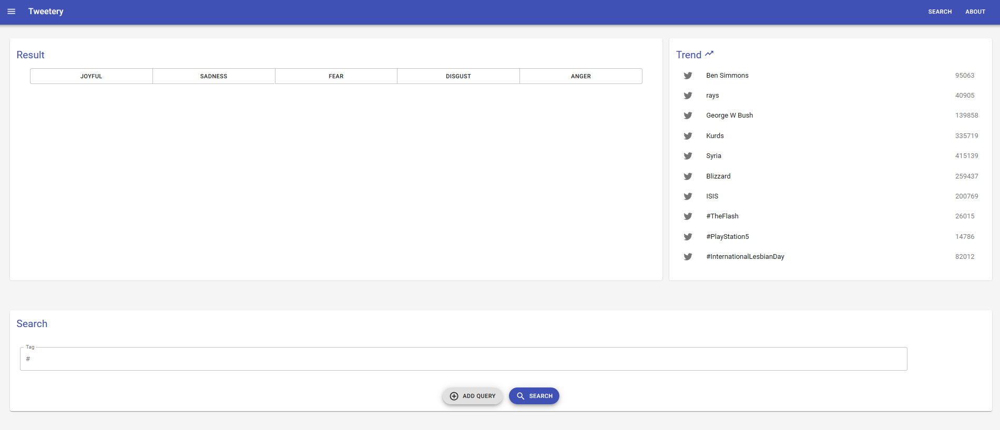 Tweetery SEARCH ABOUT
Result
JOYFUL SADNESS FEAR DISGUST ANGER
Trend
Ben Simmons 95063
rays 40905
George W Bush 139858
Kurds 335719
Syria 415139
Blizzard 259437
ISIS 200769
#TheFlash 26015
#PlayStation5 14786
#InternationalLesbianDay 82012
Search
Tag
#
ADD QUERY SEARCH